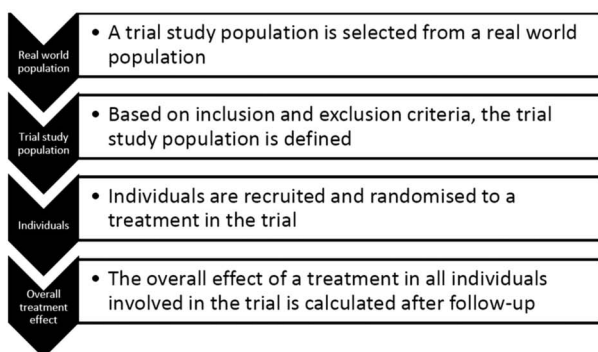 Real world
population
• A trial study population is selected from a real world
population
Trial study
population
• Based on inclusion and exclusion criteria, the trial
study population is defined
Individuals
• Individuals are recruited and randomised to a
treatment in the trial
Overall
treatment
effect
• The overall effect of a treatment in all individuals
involved in the trial is calculated after follow-up